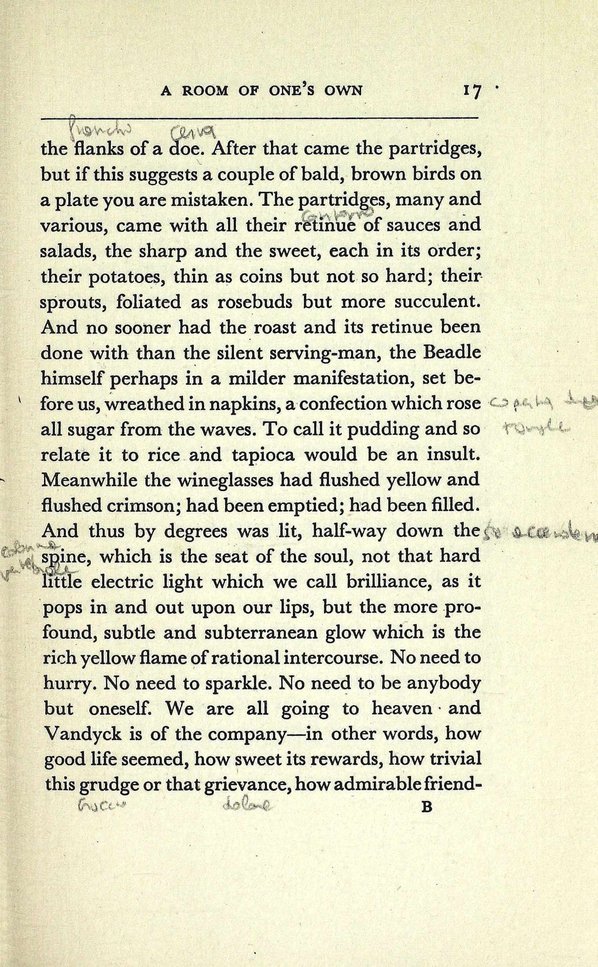 A ROOM OF ONE'S OWN 17
cerva
the flanks of a doe. After that came the partridges,
but if this suggests a couple of bald, brown birds on
a plate you are mistaken. The partridges, many and
various, came with all their retinue of sauces and
salads, the sharp and the sweet, each in its order;
their potatoes, thin as coins but not so hard; their
sprouts, foliated as rosebuds but more succulent.
And no sooner had the roast and its retinue been
done with than the silent serving-man, the Beadle
himself perhaps in a milder manifestation, set be-
fore us, wreathed in napkins, a confection which rose
all sugar from the waves. To call it pudding and so
relate it to rice and tapioca would be an insult.
Meanwhile the wineglasses had flushed yellow and
flushed crimson; had been emptied; had been filled.
And thus by degrees was lit, half-way down the
colonna
vertebrale
spine, which is the seat of the soul, not that hard
little electric light which we call brilliance, as it
pops in and out upon our lips, but the more pro-
found, subtle and subterranean glow which is the
rich yellow flame of rational intercourse. No need to
hurry. No need to sparkle. No need to be anybody
but oneself. We are all going to heaven and
Vandyck is of the company—in other words, how
good life seemed, how sweet its rewards, how trivial
this grudge or that grievance, how admirable friend-
B